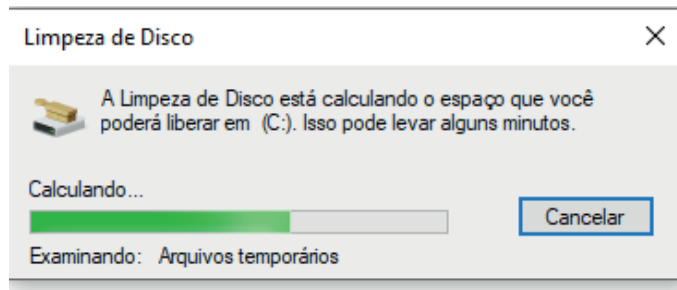 Limpeza de Disco
A Limpeza de Disco está calculando o espaço que você
poderá liberar em  (C:). Isso pode levar alguns minutos.
Calculando...
Cancelar
Examinando:   Arquivos temporários